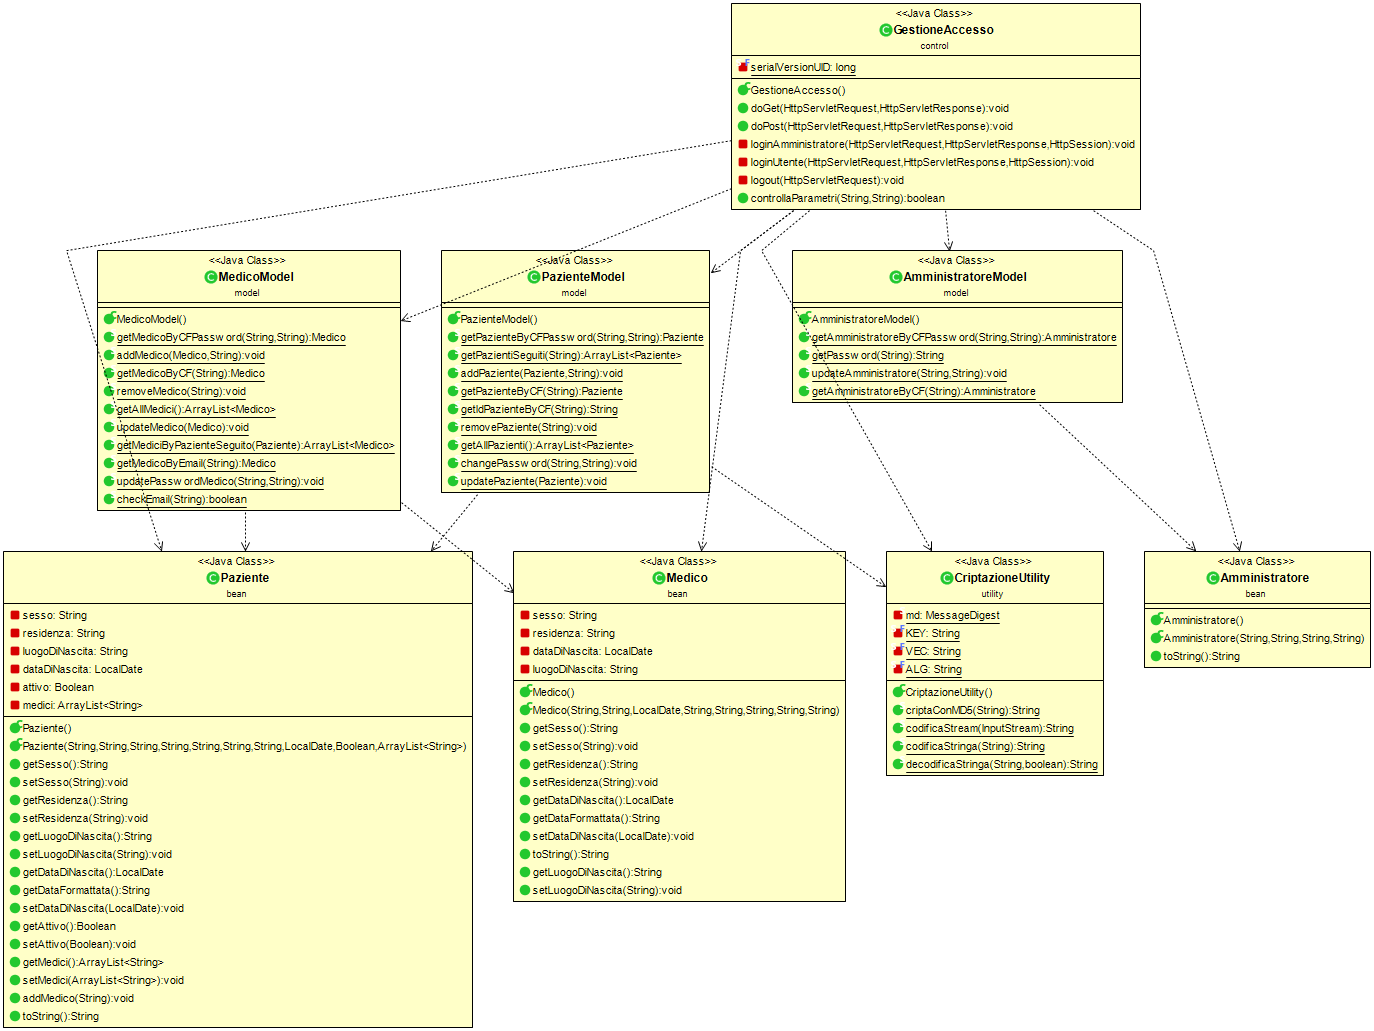 <<Java Class>>
GestioneAccesso
control
serialVersionUID: long
GestioneAccesso()
doGet(HttpServletRequest,HttpServletResponse):void
doPost(HttpServletRequest,HttpServletResponse):void
loginAmministratore(HttpServletRequest,HttpServletResponse,HttpSession):void
loginUtente(HttpServletRequest,HttpServletResponse,HttpSession):void
logout(HttpServletRequest):void
controllaParametri(String,String):boolean
<<Java Class>>
MedicoModel
model
MedicoModel()
getMedicoByCFPassword(String,String):Medico
addMedico(Medico,String):void
getMedicoByCF(String):Medico
removeMedico(String):void
getAllMedici():ArrayList<Medico>
updateMedico(Medico):void
getMediciByPazienteSeguito(Paziente):ArrayList<Medico>
getMedicoByEmail(String):Medico
updatePasswordMedico(String,String):void
checkEmail(String):boolean
<<Java Class>>
PazienteModel
model
PazienteModel()
getPazienteByCFPassword(String,String):Paziente
getPazientiSeguiti(String):ArrayList<Paziente>
addPaziente(Paziente,String):void
getPazienteByCF(String):Paziente
getIdPazienteByCF(String):String
removePaziente(String):void
getAllPazienti():ArrayList<Paziente>
changePassword(String,String):void
updatePaziente(Paziente):void
<<Java Class>>
AmministratoreModel
model
AmministratoreModel()
getAmministratoreByCFPassword(String,String):Amministratore
getPassword(String):String
updateAmministratore(String,String):void
getAmministratoreByCF(String):Amministratore
<<Java Class>>
Paziente
bean
sesso: String
residenza: String
luogoDiNascita: String
dataDiNascita: LocalDate
attivo: Boolean
medici: ArrayList<String>
Paziente()
Paziente(String,String,String,String,String,String,String,LocalDate,Boolean,ArrayList<String>)
getSesso():String
setSesso(String):void
getResidenza():String
setResidenza(String):void
getLuogoDiNascita():String
setLuogoDiNascita(String):void
getDataDiNascita():LocalDate
getDataFormattata():String
setDataDiNascita(LocalDate):void
getAttivo():Boolean
setAttivo(Boolean):void
getMedici():ArrayList<String>
setMedici(ArrayList<String>):void
addMedico(String):void
toString():String
<<Java Class>>
Medico
bean
sesso: String
residenza: String
dataDiNascita: LocalDate
luogoDiNascita: String
Medico()
Medico(String,String,LocalDate,String,String,String,String,String)
getSesso():String
setSesso(String):void
getResidenza():String
setResidenza(String):void
getDataDiNascita():LocalDate
getDataFormattata():String
setDataDiNascita(LocalDate):void
toString():String
getLuogoDiNascita():String
setLuogoDiNascita(String):void
<<Java Class>>
CriptazioneUtility
utility
md: MessageDigest
KEY: String
VEC: String
ALG: String
CriptazioneUtility()
criptaConMD5(String):String
codificaStream(InputStream):String
codificaStringa(String):String
decodificaStringa(String,boolean):String
<<Java Class>>
Amministratore
bean
Amministratore()
Amministratore(String,String,String,String)
toString():String